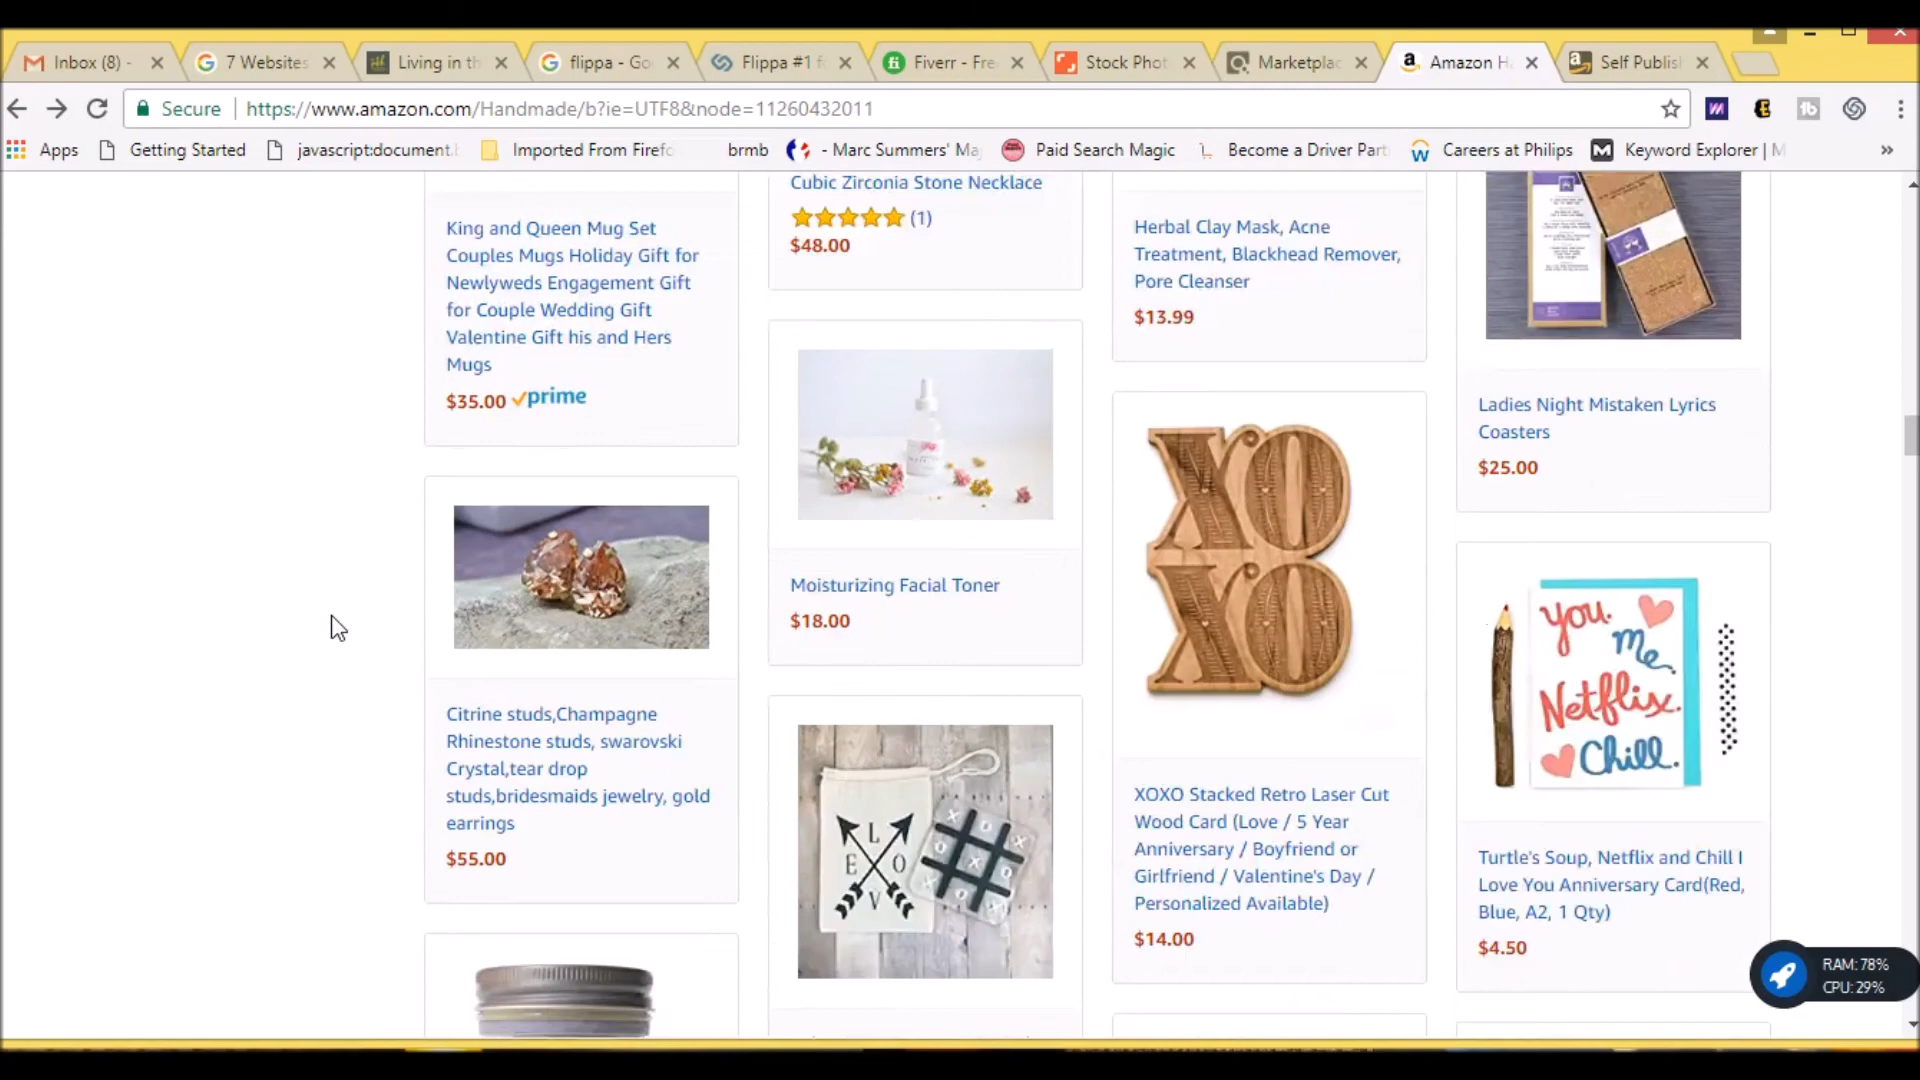 Inbox (8) -
7 Websites
Living in th
flippa - Go
Flippa #1 f
Fiverr - Fre
Stock Phot
Marketplac
Amazon H
Self Publis
Secure
https://www.amazon.com/Handmade/b?ie=UTF8&node=11260432011
Apps
Getting Started
javascript:document.
Imported From Firef
brmb
- Marc Summers' Ma
Paid Search Magic
Become a Driver Part
Careers at Philips
Keyword Explorer | M
King and Queen Mug Set
Couples Mugs Holiday Gift for
Newlyweds Engagement Gift
for Couple Wedding Gift
Valentine Gift his and Hers
Mugs
$35.00 prime
Citrine studs,Champagne
Rhinestone studs, swarovski
Crystal,tear drop
studs,bridesmaids jewelry, gold
earrings
$55.00
Cubic Zirconia Stone Necklace
(1)
$48.00
Moisturizing Facial Toner
$18.00
L
E O
V
Herbal Clay Mask, Acne
Treatment, Blackhead Remover,
Pore Cleanser
$13.99
XO
XO
XOXO Stacked Retro Laser Cut
Wood Card (Love / 5 Year
Anniversary / Boyfriend or
Girlfriend / Valentine's Day /
Personalized Available)
$14.00
Ladies Night Mistaken Lyrics
Coasters
$25.00
you.
me.
Netflix.
Chill.
Turtle's Soup, Netflix and Chill I
Love You Anniversary Card(Red,
Blue, A2, 1 Qty)
$4.50
RAM: 78%
CPU: 29%